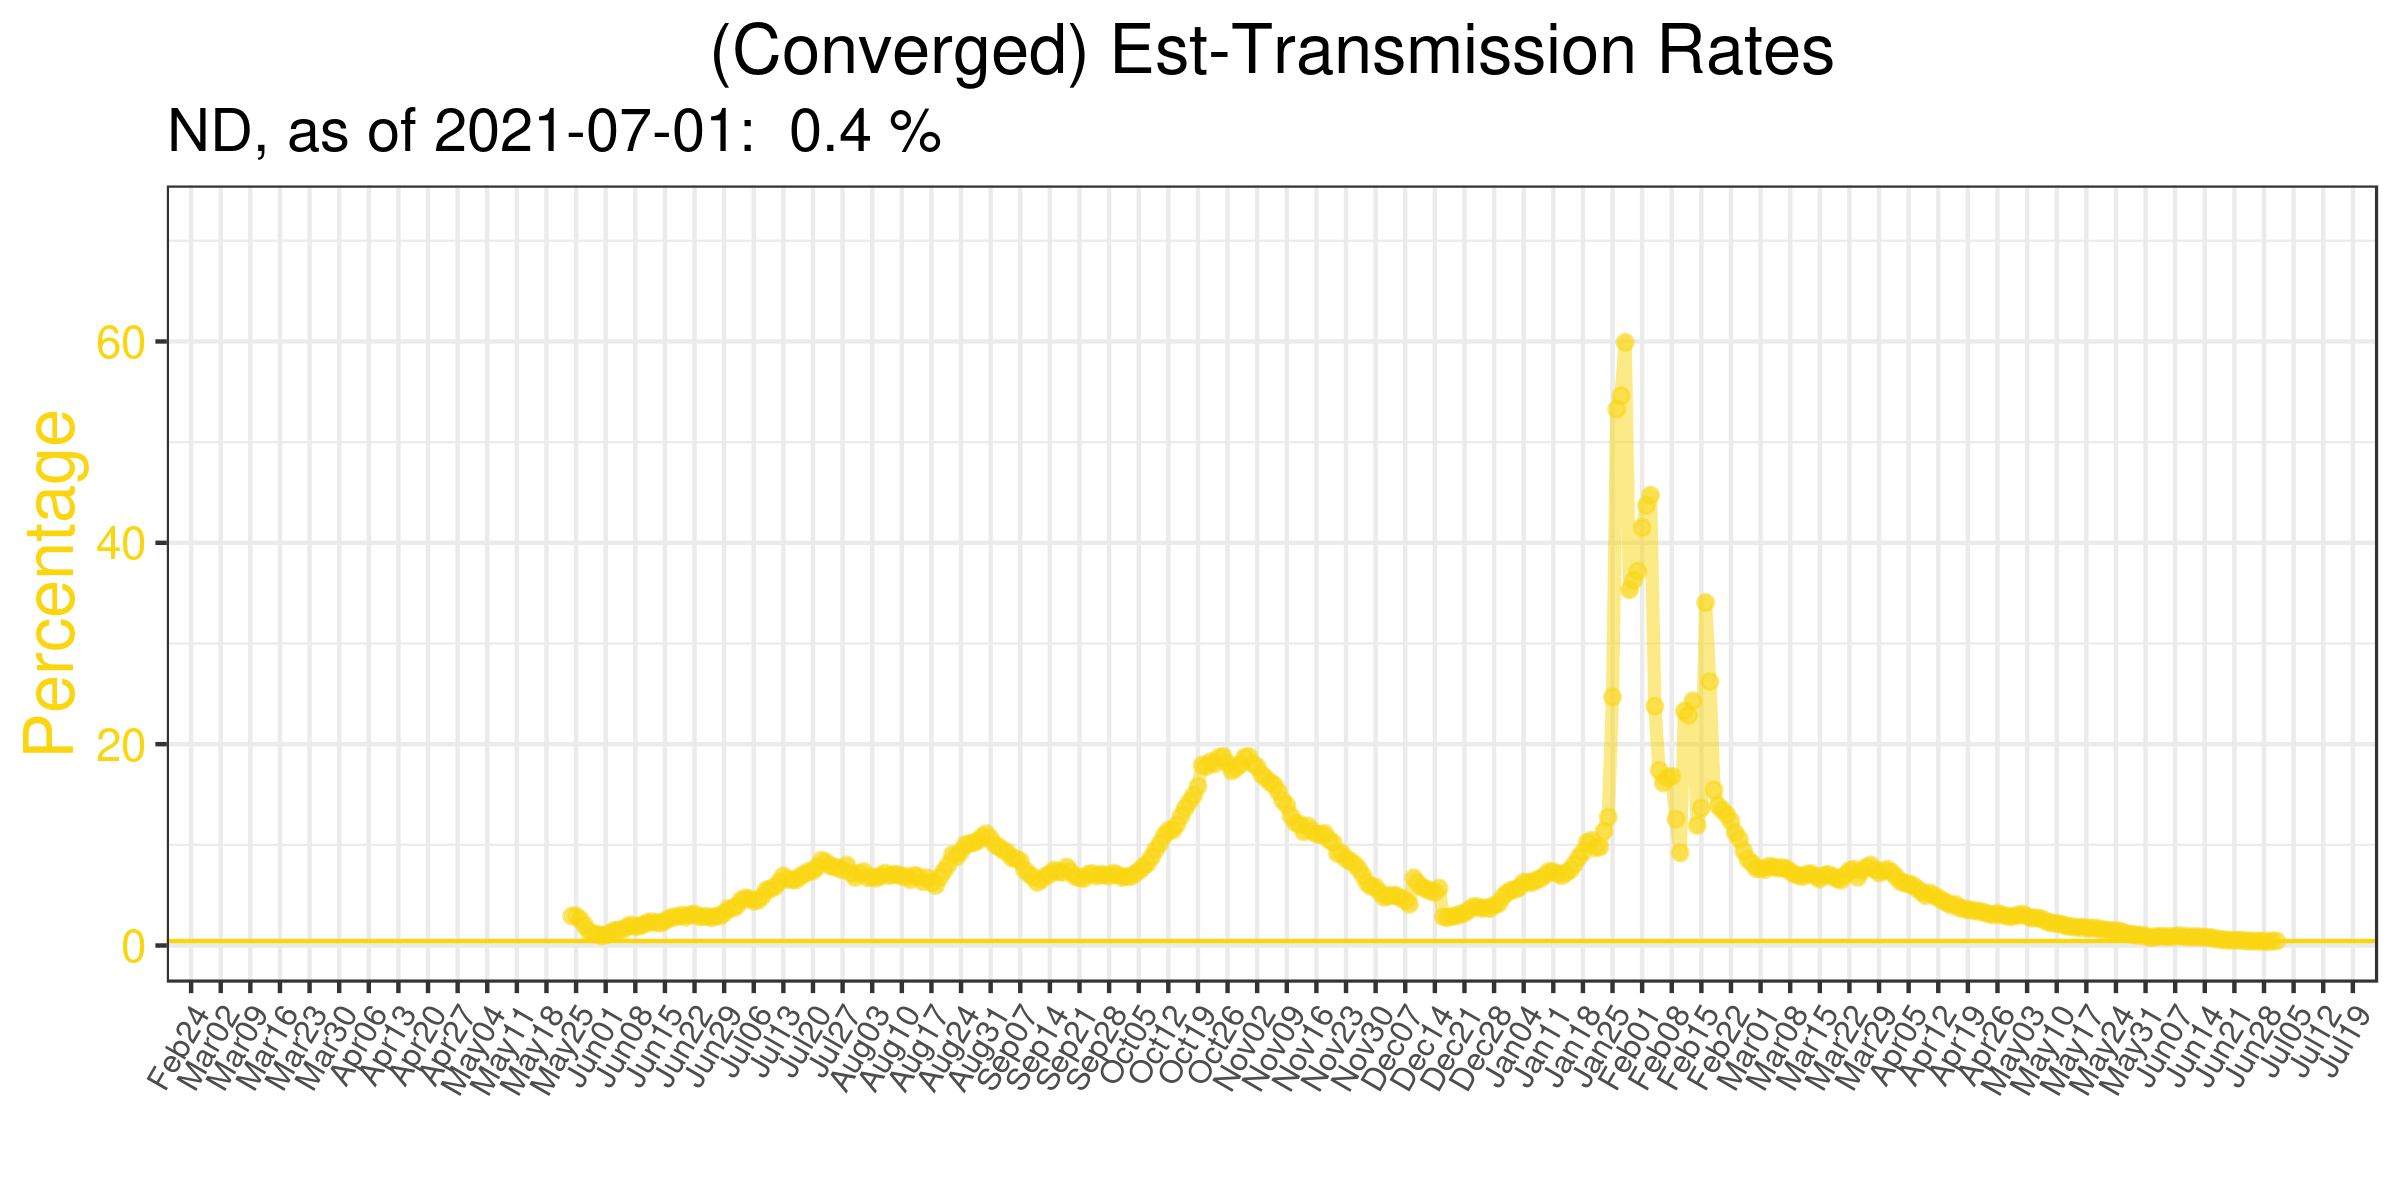 (Converged) Est-Transmission Rates
ND, as of 2021-07-01:  0.4 %
Percentage
60
40
20
0
Feb24
Mar02
Mar09
Mar16
Mar23
Mar30
Apr06
Apr13
Apr20
Apr27
May04
May11
May18
May25
Jun01
Jun08
Jun15
Jun22
Jun29
Jul06
Jul13
Jul20
Jul27
Aug03
Aug10
Aug17
Aug24
Aug31
Sep07
Sep14
Sep21
Sep28
Oct05
Oct12
Oct19
Oct26
Nov02
Nov09
Nov16
Nov23
Nov30
Dec07
Dec14
Dec21
Dec28
Jan04
Jan11
Jan18
Jan25
Feb01
Feb08
Feb15
Feb22
Mar01
Mar08
Mar15
Mar22
Mar29
Apr05
Apr12
Apr19
Apr26
May03
May10
May17
May24
May31
Jun07
Jun14
Jun21
Jun28
Jul05
Jul12
Jul19